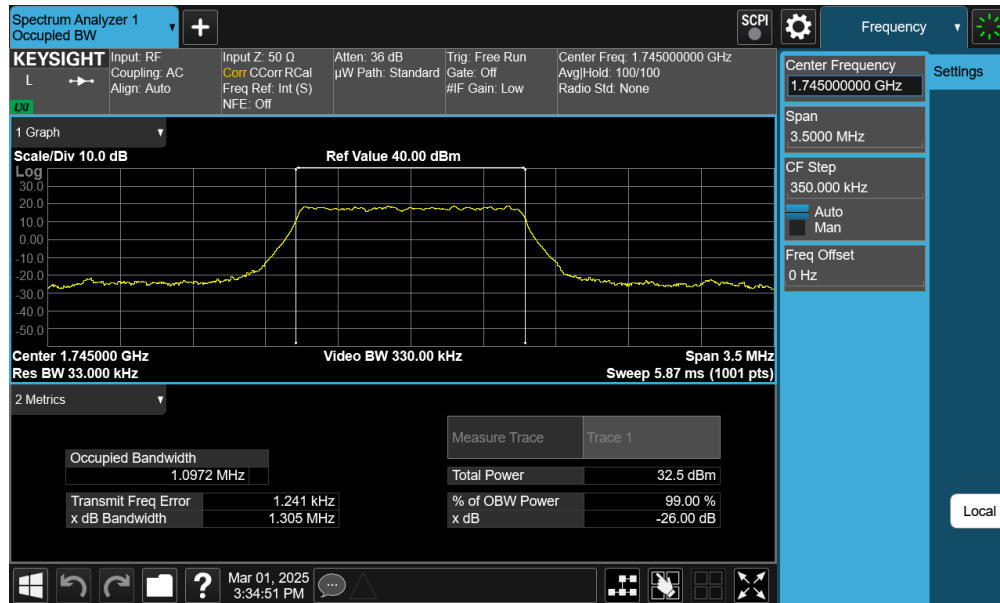 Spectrum Analyzer 1
Occupied BW
SCPI
Frequency
KEYSIGHT
L
LXI
Input: RF
Coupling: AC
Align: Auto
Input Z: 50 Ω
Corr CCorr RCal
Freq Ref: Int (S)
NFE: Off
Atten: 36 dB
µW Path: Standard
Trig: Free Run
Gate: Off
#IF Gain: Low
Center Freq: 1.745000000 GHz
Avg|Hold: 100/100
Radio Std: None
Center Frequency
1.745000000 GHz
Settings
Span
3.5000 MHz
CF Step
350.000 kHz
Auto
Man
Freq Offset
0 Hz
Local
1 Graph
Scale/Div 10.0 dB
Ref Value 40.00 dBm
Log
30.0
20.0
10.0
0.00
-10.0
-20.0
-30.0
-40.0
-50.0
Center 1.745000 GHz
Video BW 330.00 kHz
Span 3.5 MHz
Res BW 33.000 kHz
Sweep 5.87 ms (1001 pts)
2 Metrics
Measure Trace Trace 1
Occupied Bandwidth
1.0972 MHz
Total Power 32.5 dBm
Transmit Freq Error 1.241 kHz
% of OBW Power 99.00 %
x dB Bandwidth 1.305 MHz
x dB -26.00 dB
Mar 01, 2025
3:34:51 PM